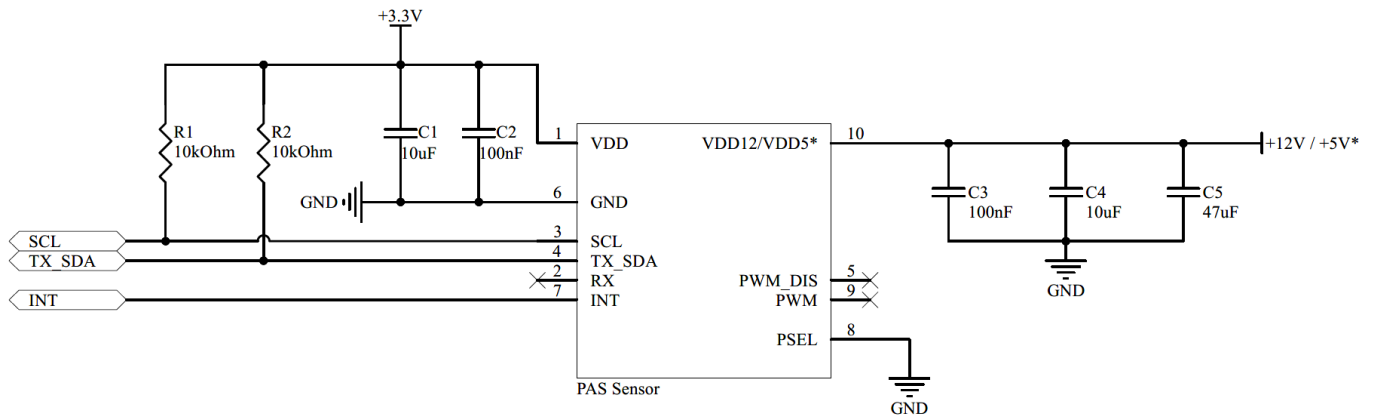 +3.3V
R1
10kOhm
R2
10kOhm
C1
10uF
C2
100nF
1
VDD
VDD12/VDD5*
10
+12V / +5V*
GND
6
GND
C3
100nF
C4
10uF
C5
47uF
SCL
3
SCL
TX_SDA
4
TX_SDA
2
RX
PWM_DIS
5
GND
INT
7
INT
PWM
9
PSEL
8
PAS Sensor
GND